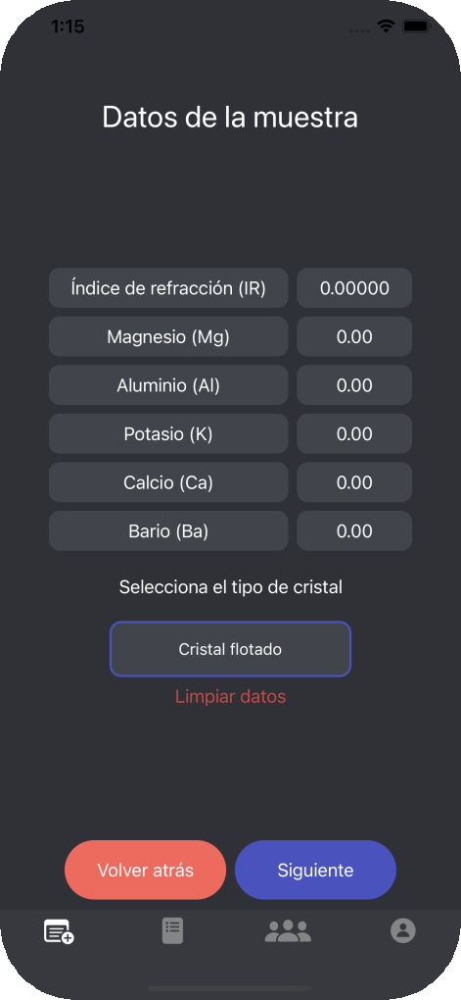 1:15
Datos de la muestra
Índice de refracción (IR) 0.00000
Magnesio (Mg) 0.00
Aluminio (Al) 0.00
Potasio (K) 0.00
Calcio (Ca) 0.00
Bario (Ba) 0.00
Selecciona el tipo de cristal
Cristal flotado
Limpiar datos
Volver atrás Siguiente